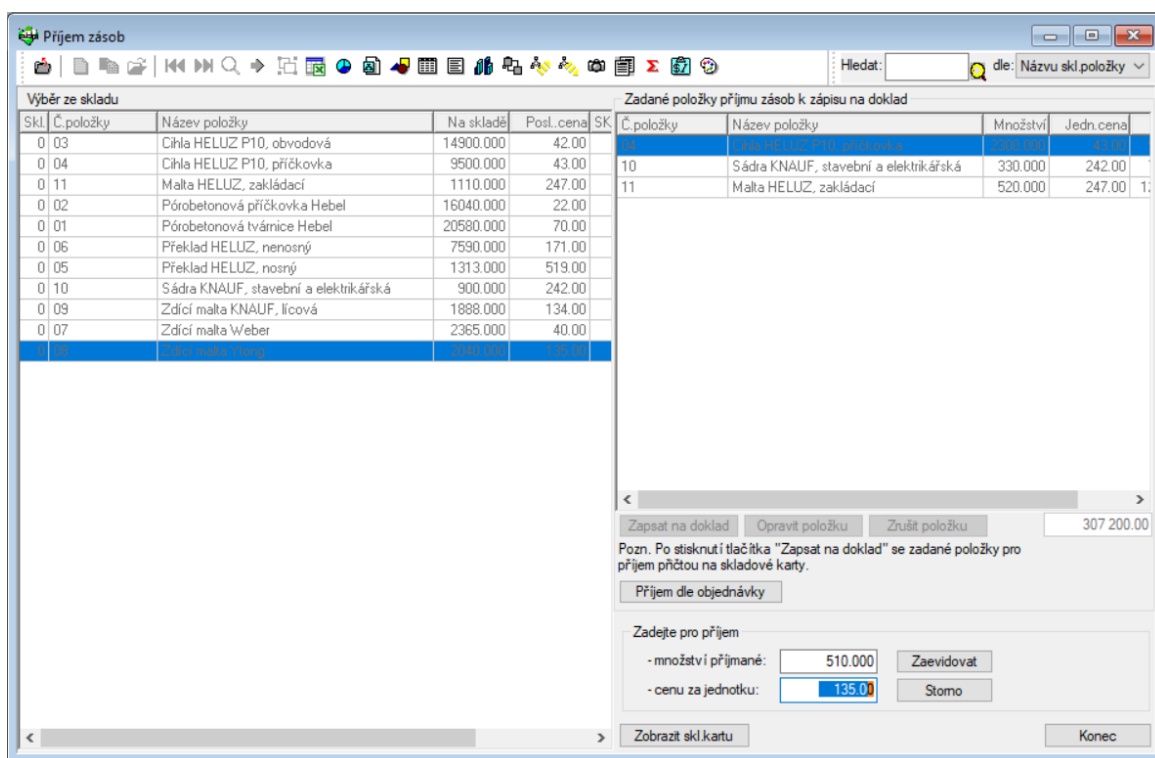 Příjem zásob
Hledat: dle: Názvu skl.položky
Výběr ze skladu
Skl. Č.položky Název položky Na skladě Posl..cena SK
0 03 Cihla HELUZ P10, obvodová 14900.000 42.00
0 04 Cihla HELUZ P10, příčkovka 9500.000 43.00
0 11 Malta HELUZ, zakládací 1110.000 247.00
0 02 Pórobetonová příčkovka Hebel 16040.000 22.00
0 01 Pórobetonová tvárnice Hebel 20580.000 70.00
0 06 Překlad HELUZ, nenosný 7590.000 171.00
0 05 Překlad HELUZ, nosný 1313.000 519.00
0 10 Sádra KNAUF, stavební a elektrikářská 900.000 242.00
0 09 Zdící malta KNAUF, lícová 1888.000 134.00
0 07 Zdící malta Weber 2365.000 40.00
0 08 Zdící malta Ytong 2040.000 135.00
Zadané položky příjmu zásob k zápisu na doklad
Č.položky Název položky Množství Jedn.cena
04 Cihla HELUZ P10, příčkovka 2300.000 43.00
10 Sádra KNAUF, stavební a elektrikářská 330.000 242.00
11 Malta HELUZ, zakládací 520.000 247.00
Zapsat na doklad Opravit položku Zrušit položku 307 200.00
Pozn. Po stisknutí tlačítka "Zapsat na doklad" se zadané položky pro
příjem přičtou na skladové karty.
Příjem dle objednávky
Zadejte pro příjem
- množství příjmané: 510.000 Zaevidovat
- cenu za jednotku: 135.00 Storno
Zobrazit skl.kartu Konec